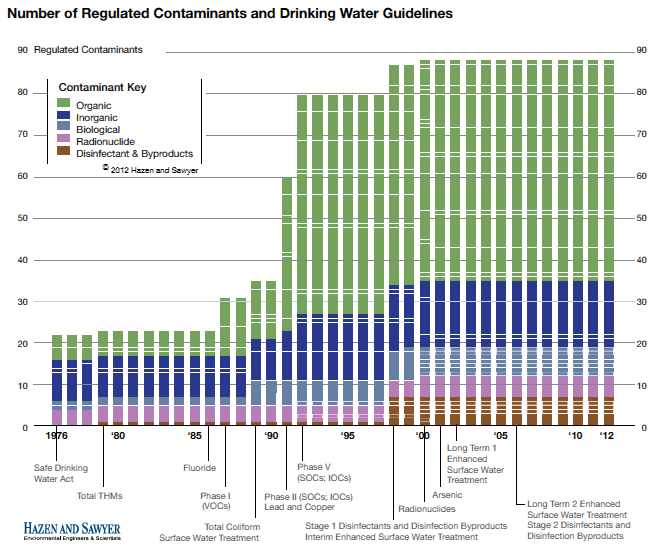 Number of Regulated Contaminants and Drinking Water Guidelines
90 Regulated Contaminants 90
Contaminant Key
Organic
Inorganic
Biological
Radionuclide
Disinfectant & Byproducts
© 2012 Hazen and Sawyer
80 80
70 70
60 60
50 50
40 40
30 30
20 20
10 10
0 0
1976 '80 '85 '90 '95 '00 '05 '10 '12
Safe Drinking
Water Act
Total THMs
Fluoride
Phase I
(VOCs)
Total Coliform
Surface Water Treatment
Phase II (SOCs; IOCs)
Lead and Copper
Phase V
(SOCs; IOCs)
Stage 1 Disinfectants and Disinfection Byproducts
Interim Enhanced Surface Water Treatment
Radionuclides
Arsenic
Long Term 1
Enhanced
Surface Water
Treatment
Long Term 2 Enhanced
Surface Water Treatment
Stage 2 Disinfectants and
Disinfection Byproducts
HAZEN AND SAWYER
Environmental Engineers & Scientists